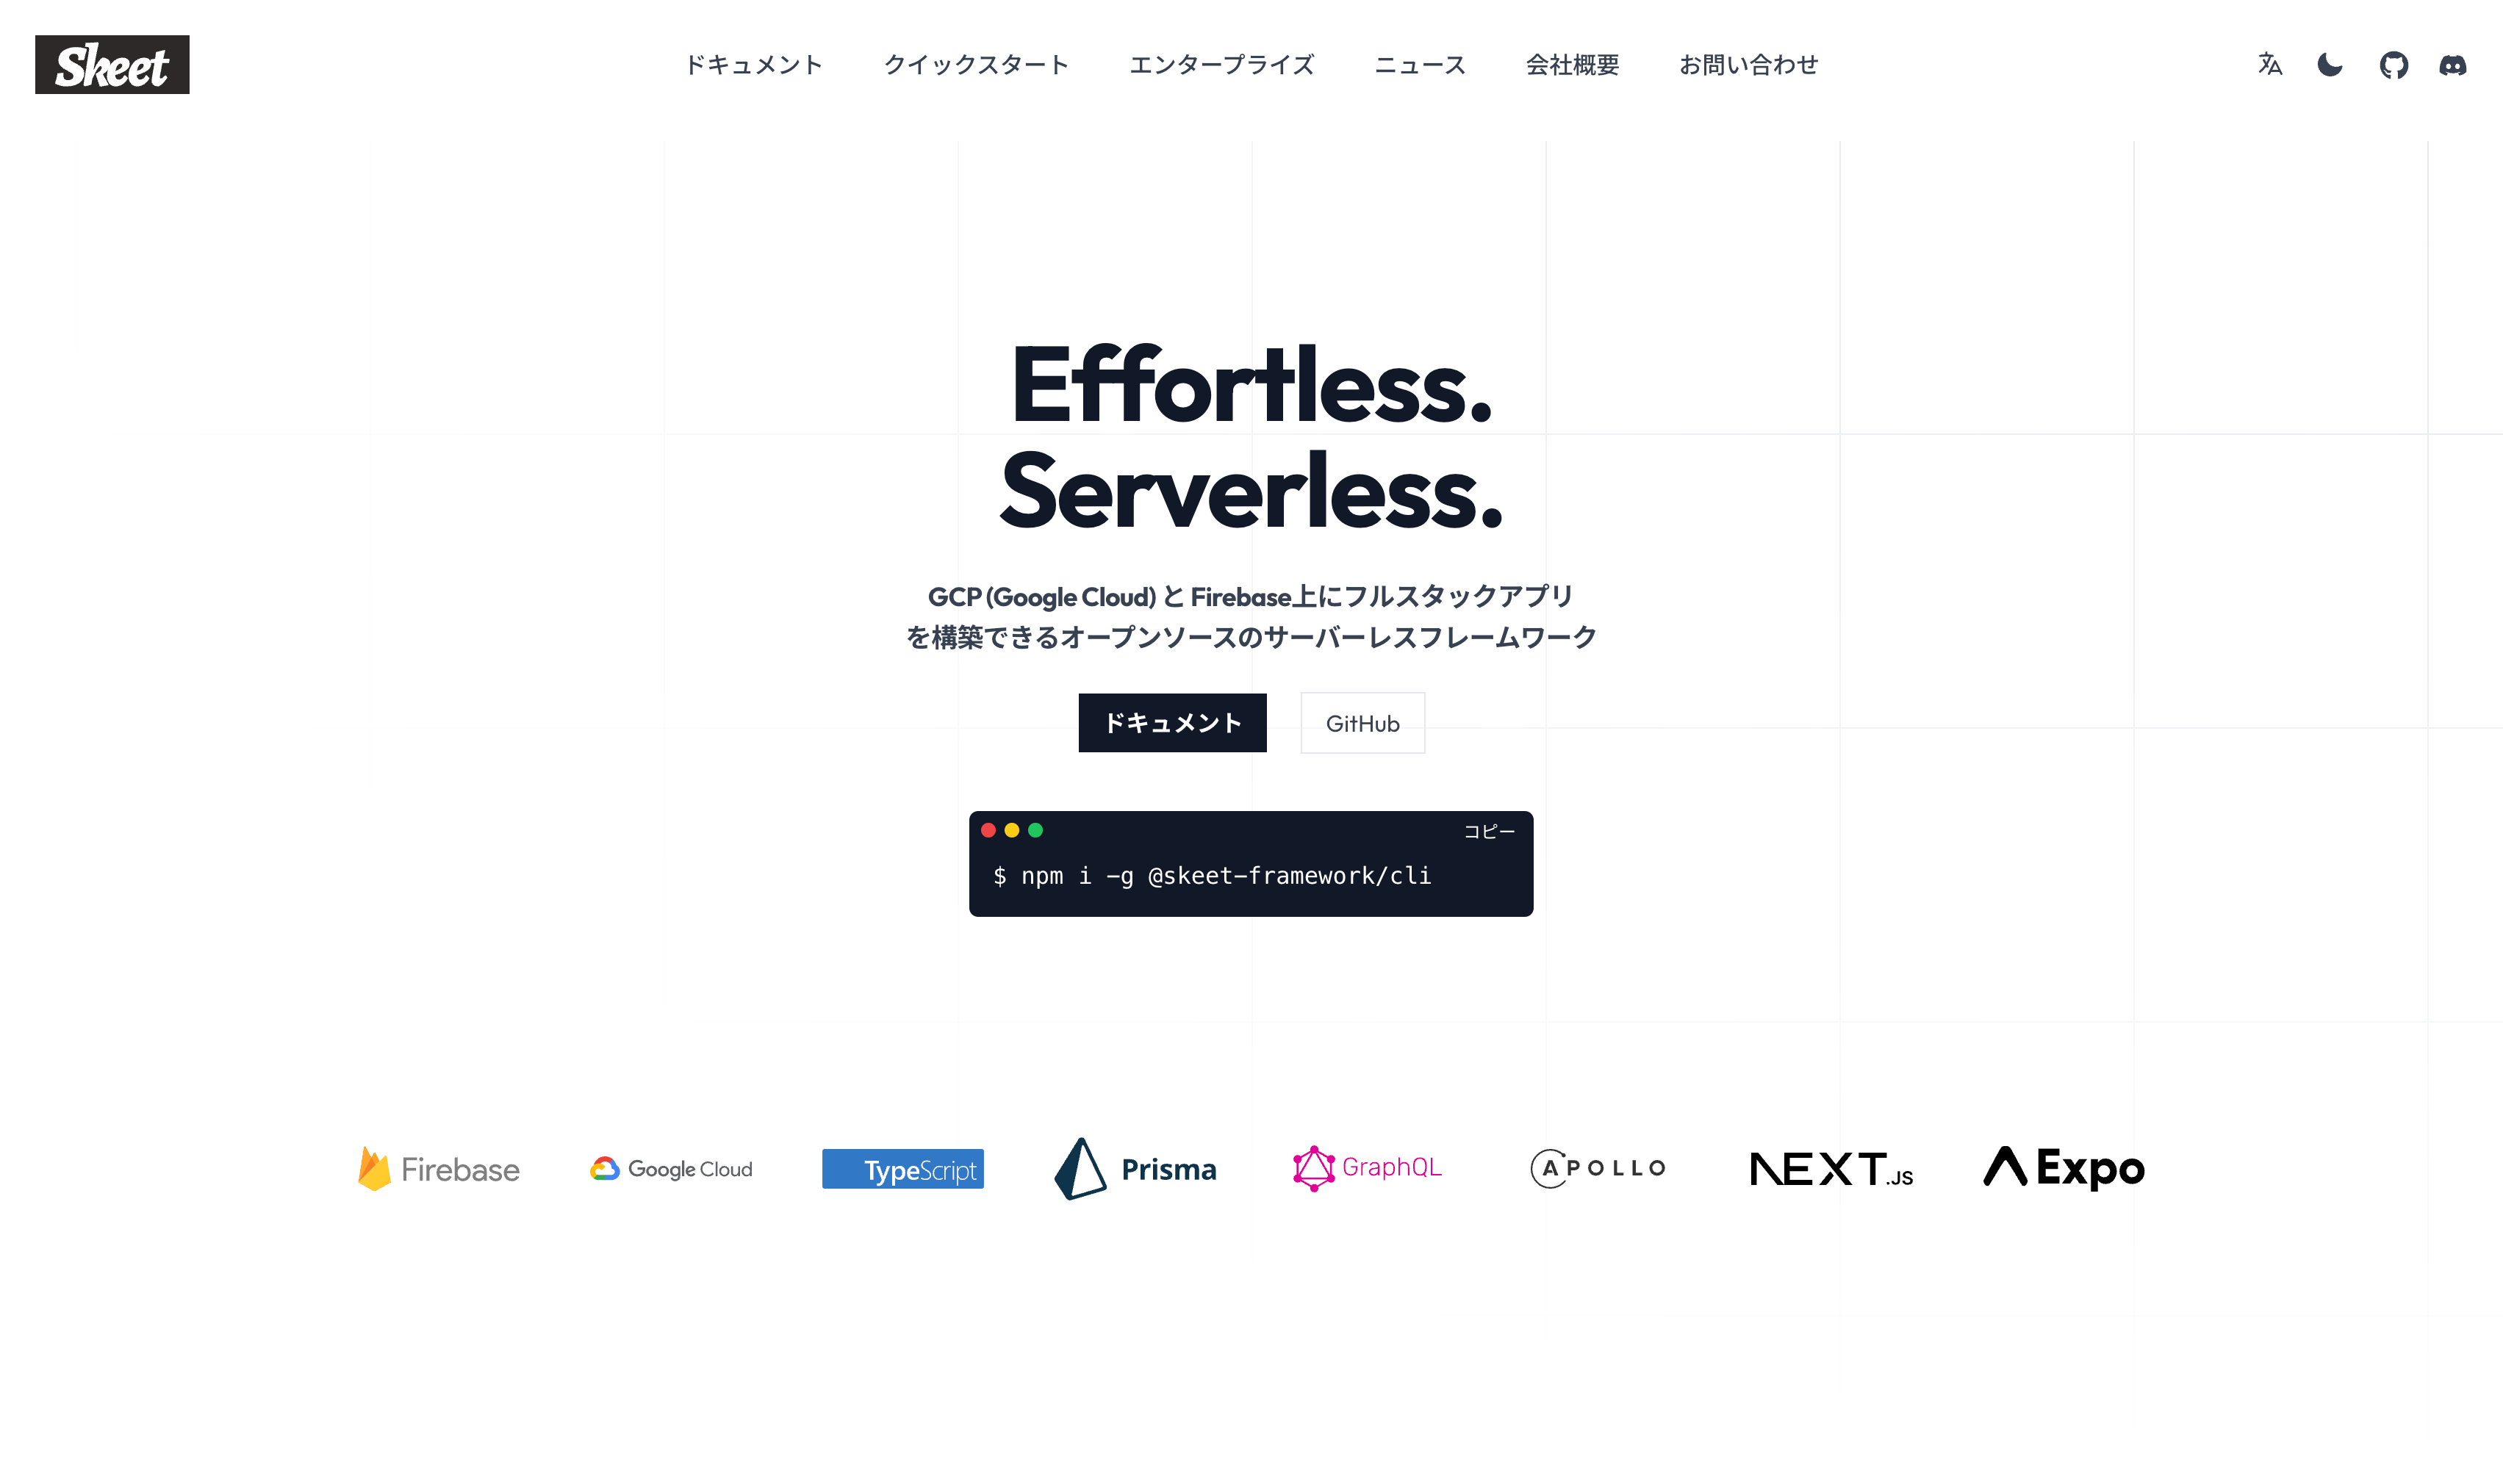 Skeet
ドキュメント
クイックスタート
エンタープライズ
ニュース
会社概要
お問い合わせ
Effortless.
Serverless.
GCP (Google Cloud) と Firebase上にフルスタックアプリ
を構築できるオープンソースのサーバーレスフレームワーク
ドキュメント
GitHub
コピー
$ npm i -g @skeet-framework/cli
Firebase
Google Cloud
TypeScript
Prisma
GraphQL
APOLLO
NEXT.JS
Expo